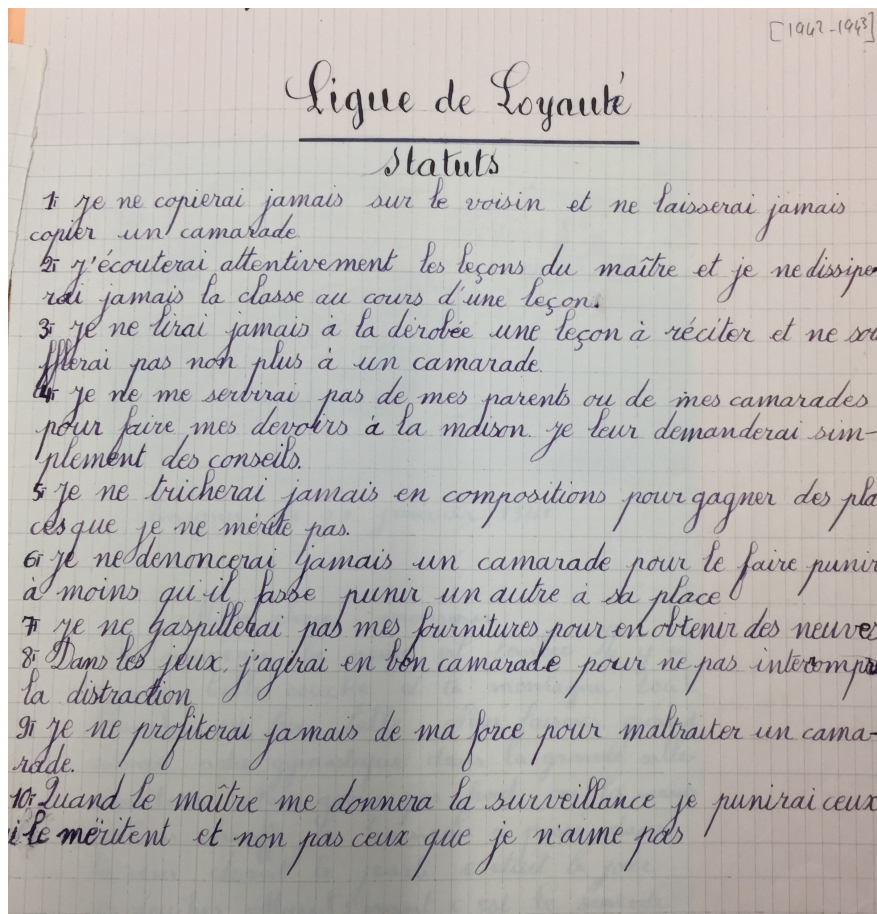 [1942-1943]
Ligue de Loyauté
Statuts
1: Je ne copierai jamais sur le voisin et ne laisserai jamais
copier un camarade
2: J'écouterai attentivement les leçons du maître et je ne dissipe
rai jamais la classe au cours d'une leçon.
3: Je ne lirai jamais à la dérobée une leçon à réciter et ne sou
fflerai pas non plus à un camarade.
4: Je ne me servirai pas de mes parents ou de mes camarades
pour faire mes devoirs à la maison. Je leur demanderai sim-
plement des conseils.
5: Je ne tricherai jamais en compositions pour gagner des pla
ces que je ne mérite pas.
6: Je ne denoncerai jamais un camarade pour le faire punir
à moins qu'il fasse punir un autre à sa place
7: Je ne gaspillerai pas mes fournitures pour en obtenir des neuves
8: Dans les jeux, j'agirai en bon camarade pour ne pas interrompre
la distraction
9: Je ne profiterai jamais de ma force pour maltraiter un cama-
rade.
10: Quand le maître me donnera la surveillance je punirai ceux
i le méritent et non pas ceux que je n'aime pas